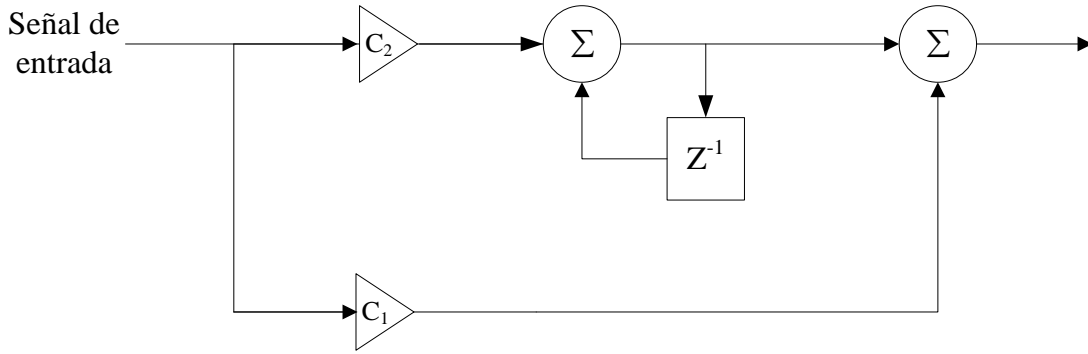 Señal de
entrada
C₂
Σ
Σ
Z⁻¹
C₁